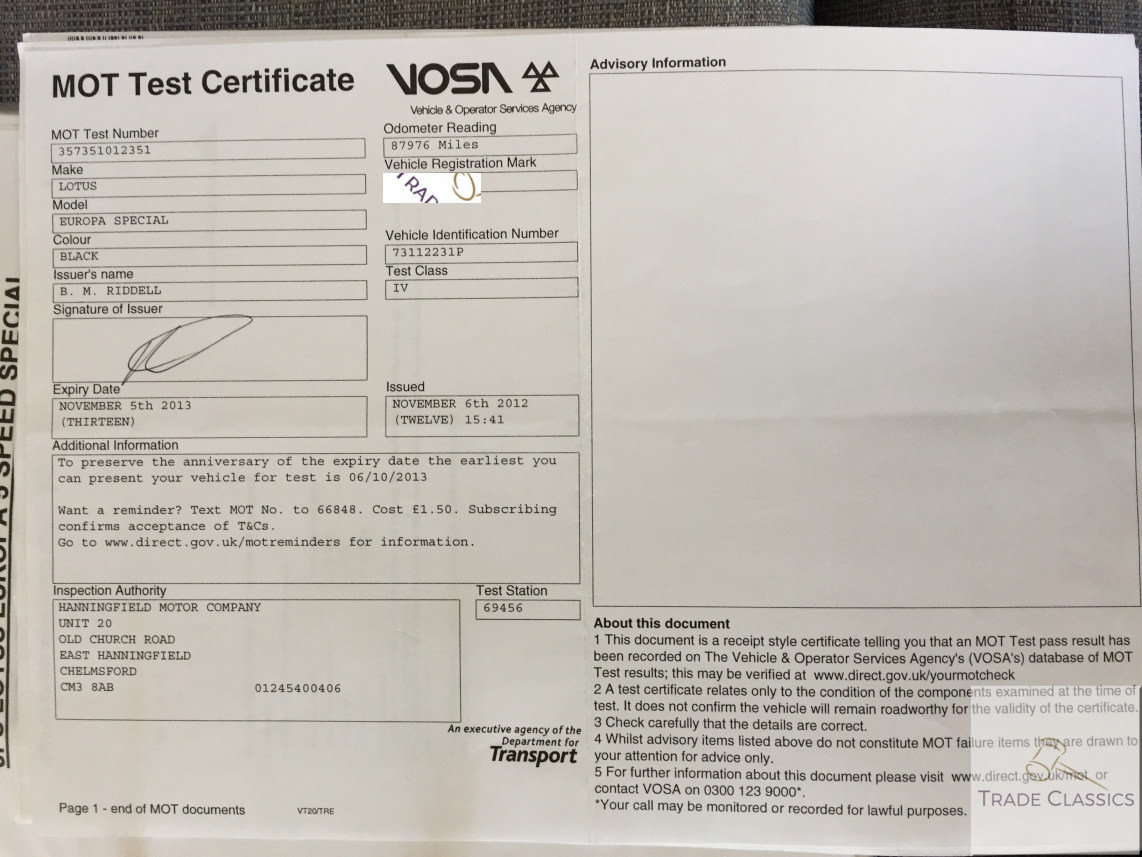 MOT Test Certificate
VOSA
Vehicle & Operator Services Agency
MOT Test Number
357351012351
Odometer Reading
87976 Miles
Make
LOTUS
Vehicle Registration Mark
TRAD
Model
EUROPA SPECIAL
Colour
BLACK
Vehicle Identification Number
73112231P
Issuer's name
B. M. RIDDELL
Test Class
IV
Signature of Issuer
Expiry Date
NOVEMBER 5th 2013
(THIRTEEN)
Issued
NOVEMBER 6th 2012
(TWELVE) 15:41
Additional Information
To preserve the anniversary of the expiry date the earliest you
can present your vehicle for test is 06/10/2013
Want a reminder? Text MOT No. to 66848. Cost £1.50. Subscribing
confirms acceptance of T&Cs.
Go to www.direct.gov.uk/motreminders for information.
Inspection Authority
HANNINGFIELD MOTOR COMPANY
UNIT 20
OLD CHURCH ROAD
EAST HANNINGFIELD
CHELMSFORD
CM3 8AB 01245400406
Test Station
69456
An executive agency of the
Department for
Transport
Page 1 - end of MOT documents
VT20/TRE
Advisory Information
About this document
1 This document is a receipt style certificate telling you that an MOT Test pass result has
been recorded on The Vehicle & Operator Services Agency's (VOSA's) database of MOT
Test results; this may be verified at www.direct.gov.uk/yourmotcheck
2 A test certificate relates only to the condition of the components examined at the time of
test. It does not confirm the vehicle will remain roadworthy for the validity of the certificate.
3 Check carefully that the details are correct.
4 Whilst advisory items listed above do not constitute MOT failure items they are drawn to
your attention for advice only.
5 For further information about this document please visit www.direct.gov.uk/mot or
contact VOSA on 0300 123 9000*.
*Your call may be monitored or recorded for lawful purposes.
TRADE CLASSICS
EUROPA 5 SPEED SPECIAL